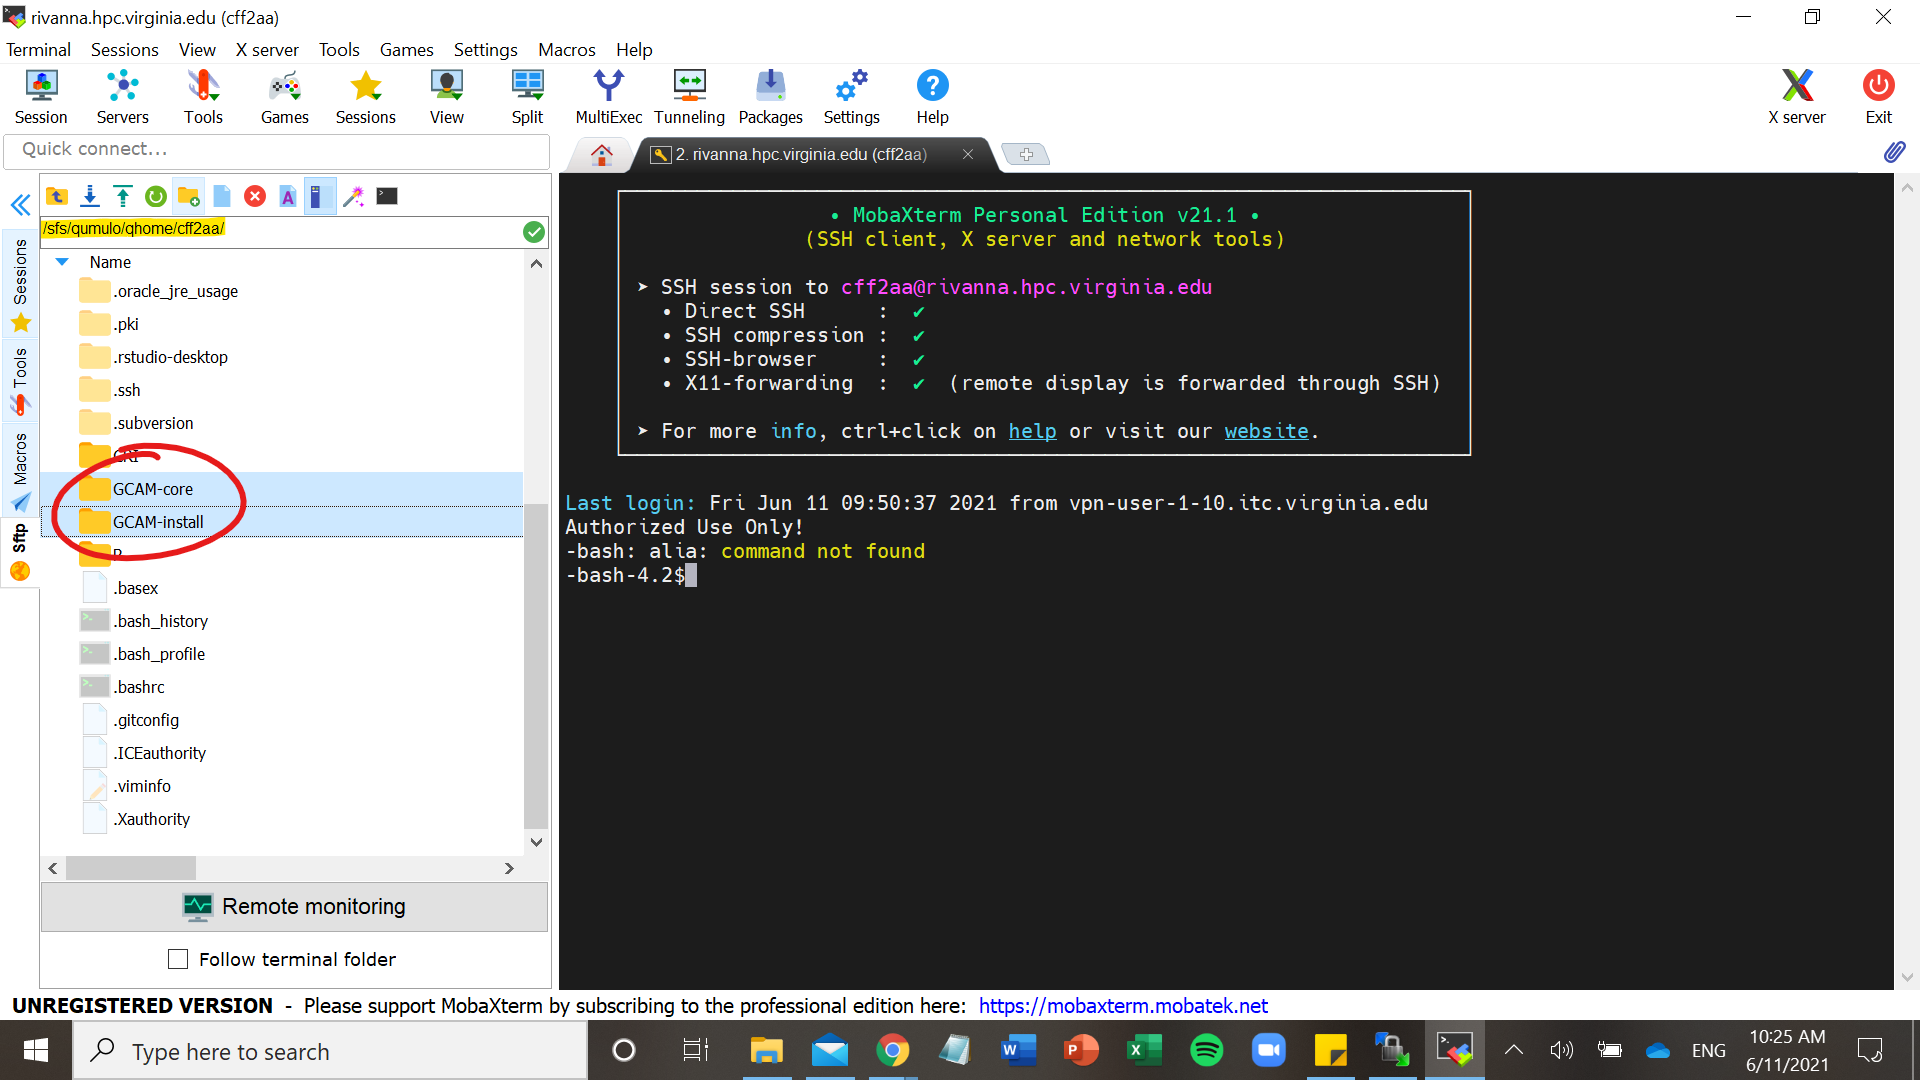 rivanna.hpc.virginia.edu (cff2aa)
Terminal Sessions View X server Tools Games Settings Macros Help
Session Servers Tools Games Sessions View Split MultiExec Tunneling Packages Settings Help X server Exit
Quick connect...
2. rivanna.hpc.virginia.edu (cff2aa)
/sfs/qumulo/qhome/cff2aa/
Sessions
Tools
Macros
Sftp
Name
.oracle_jre_usage
.pki
.rstudio-desktop
.ssh
.subversion
CRI
GCAM-core
GCAM-install
R
.basex
.bash_history
.bash_profile
.bashrc
.gitconfig
.ICEauthority
.viminfo
.Xauthority
Remote monitoring
Follow terminal folder
• MobaXterm Personal Edition v21.1 •
(SSH client, X server and network tools)
➤ SSH session to cff2aa@rivanna.hpc.virginia.edu
• Direct SSH : ✔
• SSH compression : ✔
• SSH-browser : ✔
• X11-forwarding : ✔ (remote display is forwarded through SSH)
➤ For more info, ctrl+click on help or visit our website.
Last login: Fri Jun 11 09:50:37 2021 from vpn-user-1-10.itc.virginia.edu
Authorized Use Only!
-bash: alia: command not found
-bash-4.2$
UNREGISTERED VERSION - Please support MobaXterm by subscribing to the professional edition here: https://mobaxterm.mobatek.net
Type here to search
ENG
10:25 AM
6/11/2021